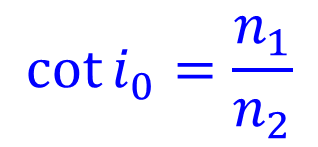 cot i₀ = n₁/n₂